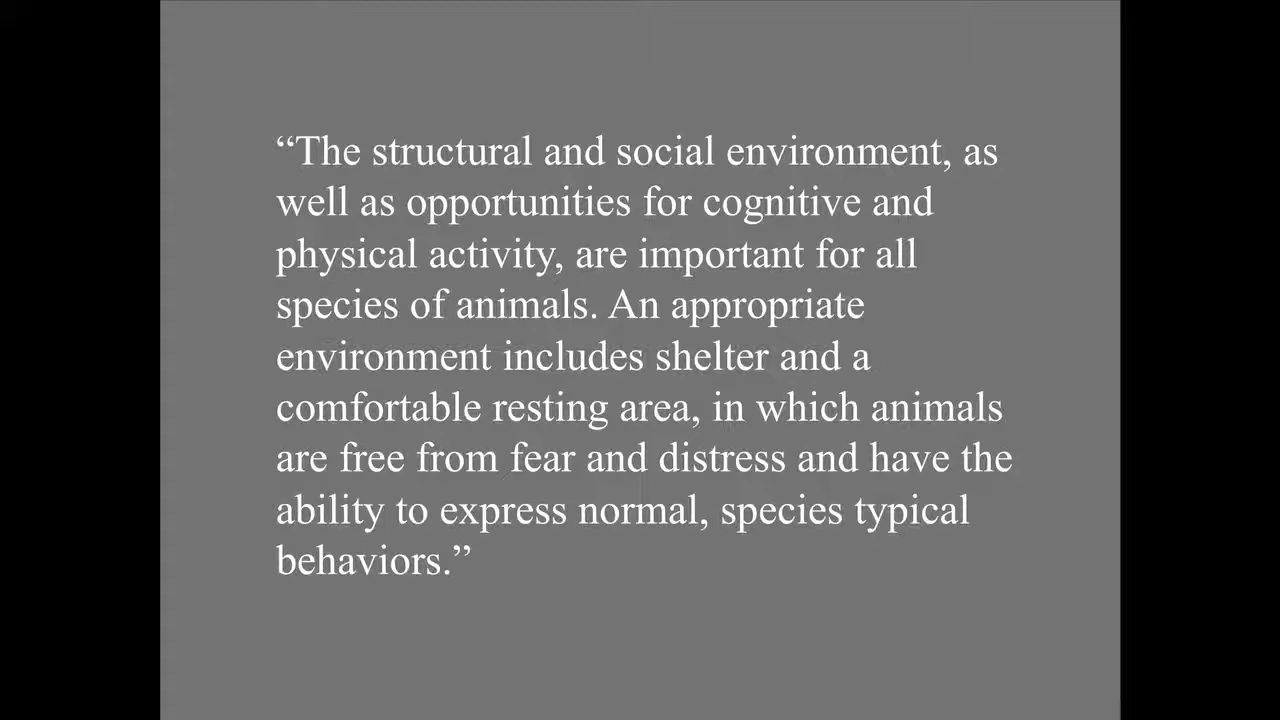 “The structural and social environment, as
well as opportunities for cognitive and
physical activity, are important for all
species of animals. An appropriate
environment includes shelter and a
comfortable resting area, in which animals
are free from fear and distress and have the
ability to express normal, species typical
behaviors.”